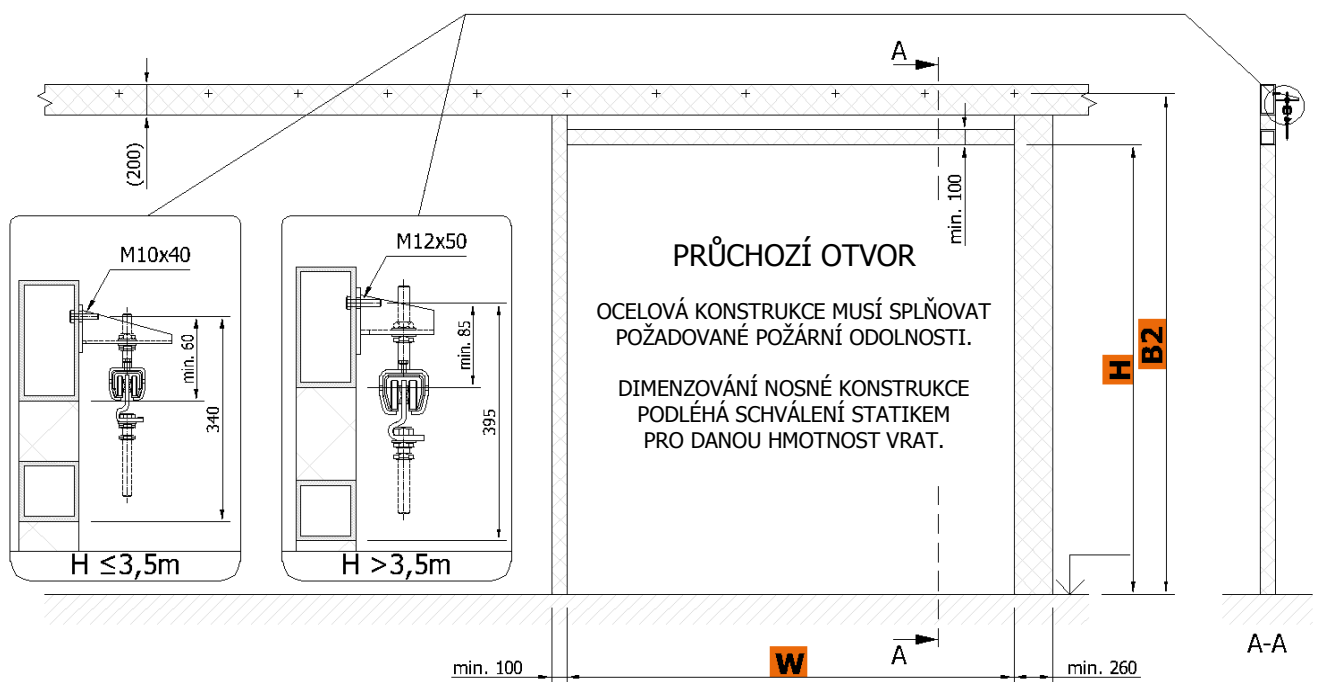 A
(200)
min. 100
M10x40
min. 60
340
H ≤3,5m
M12x50
min. 85
395
H >3,5m
PRŮCHOZÍ OTVOR
OCELOVÁ KONSTRUKCE MUSÍ SPLŇOVAT
POŽADOVANÉ POŽÁRNÍ ODOLNOSTI.
DIMENZOVÁNÍ NOSNÉ KONSTRUKCE
PODLÉHÁ SCHVÁLENÍ STATIKEM
PRO DANOU HMOTNOST VRAT.
H
B2
A
A-A
min. 100
W
min. 260